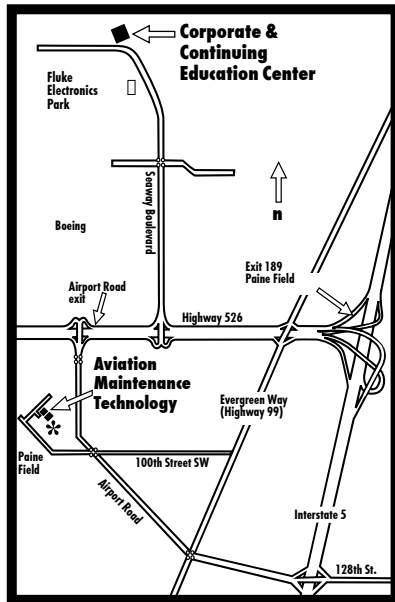 Corporate &
Continuing
Education Center
Fluke
Electronics
Park
Seaway Boulevard
n
Boeing
Exit 189
Paine Field
Airport Road
exit
Highway 526
Aviation
Maintenance
Technology
Evergreen Way
(Highway 99)
Paine
Field
100th Street SW
Airport Road
Interstate 5
128th St.